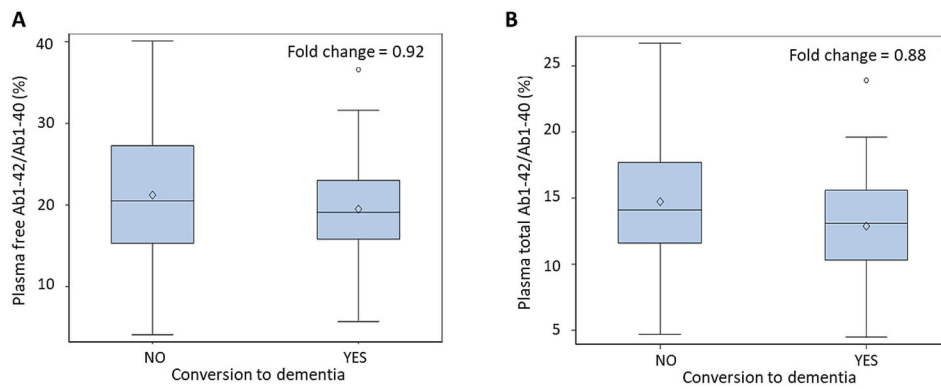 A
Fold change = 0.92
Plasma free Ab1-42/Ab1-40 (%)
40
30
20
10
NO
YES
Conversion to dementia
B
Fold change = 0.88
Plasma total Ab1-42/Ab1-40 (%)
25
20
15
10
5
NO
YES
Conversion to dementia